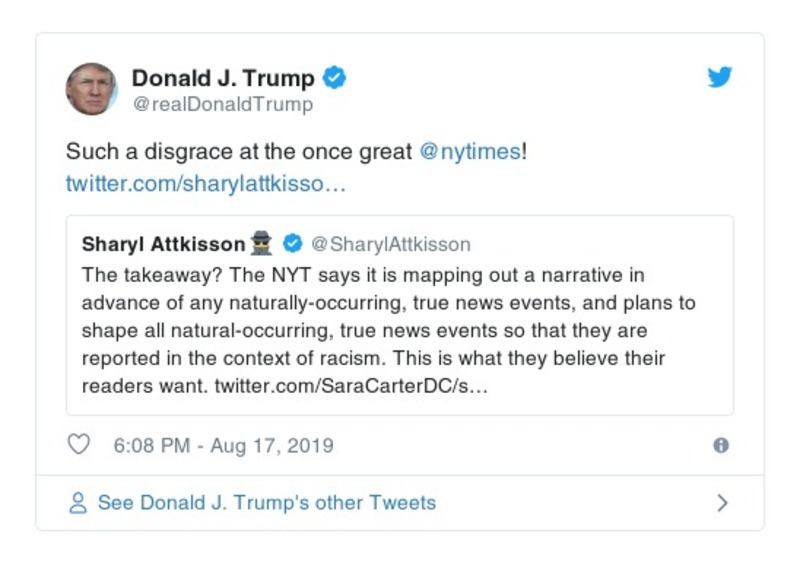 Donald J. Trump
@realDonaldTrump
Such a disgrace at the once great @nytimes!
twitter.com/sharylattkisso…
Sharyl Attkisson🕵️ @SharylAttkisson
The takeaway? The NYT says it is mapping out a narrative in
advance of any naturally-occurring, true news events, and plans to
shape all natural-occurring, true news events so that they are
reported in the context of racism. This is what they believe their
readers want. twitter.com/SaraCarterDC/s…
6:08 PM - Aug 17, 2019
See Donald J. Trump's other Tweets